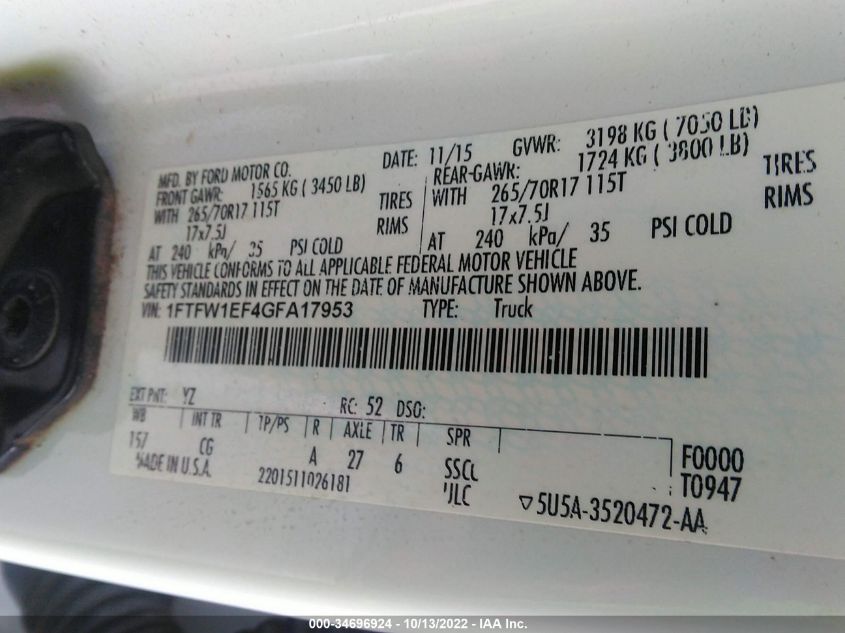 MFD. BY FORD MOTOR CO.
DATE: 11/15 GVWR: 3198 KG ( 7050 LB)
FRONT GAWR: 1565 KG ( 3450 LB)
REAR-GAWR: 1724 KG ( 3800 LB)
WITH 265/70R17 115T TIRES
WITH 265/70R17 115T TIRES
17x7.5J RIMS
17x7.5J RIMS
AT 240 kPa/ 35 PSI COLD
AT 240 kPa/ 35 PSI COLD
THIS VEHICLE CONFORMS TO ALL APPLICABLE FEDERAL MOTOR VEHICLE
SAFETY STANDARDS IN EFFECT ON THE DATE OF MANUFACTURE SHOWN ABOVE.
VIN: 1FTFW1EF4GFA17953 TYPE: Truck
EXT PNT: YZ RC: 52 DSO:
WB INT TR TP/PS R AXLE TR SPR
157 CG A 27 6 SSCL F0000
MADE IN U.S.A. 2201511026181 ULC T0947
5U5A-3520472-AA
000-34696924 - 10/13/2022 - IAA Inc.